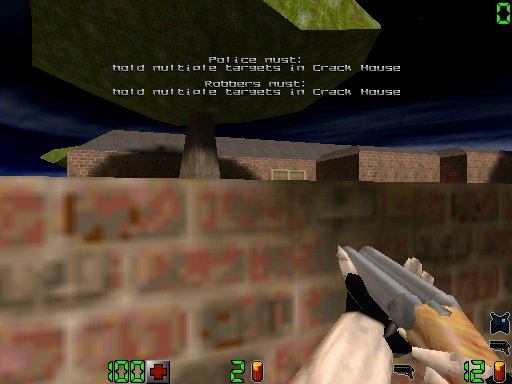 0
Police must:
hold multiple targets in Crack House
Robbers must:
hold multiple targets in Crack House
100
2
12